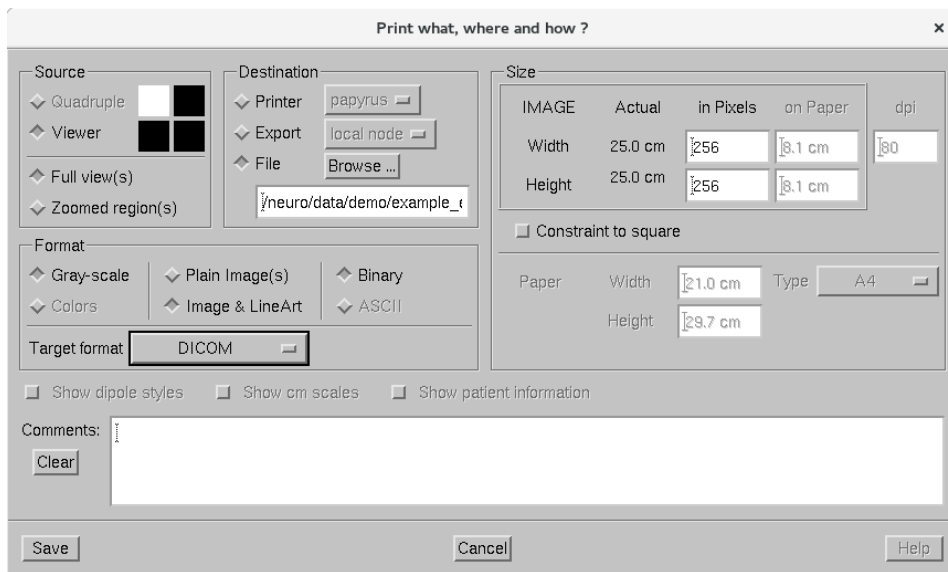 Print what, where and how ?
×
Source
Quadruple
Viewer
Full view(s)
Zoomed region(s)
Destination
Printer papyrus
Export local node
File Browse ...
/neuro/data/demo/example_
Size
IMAGE Actual in Pixels on Paper dpi
Width 25.0 cm 256 8.1 cm 80
Height 25.0 cm 256 8.1 cm
Constraint to square
Paper Width 21.0 cm Type A4
Height 29.7 cm
Format
Gray-scale Plain Image(s) Binary
Colors Image & LineArt ASCII
Target format DICOM
Show dipole styles Show cm scales Show patient information
Comments:
Clear
Save Cancel Help